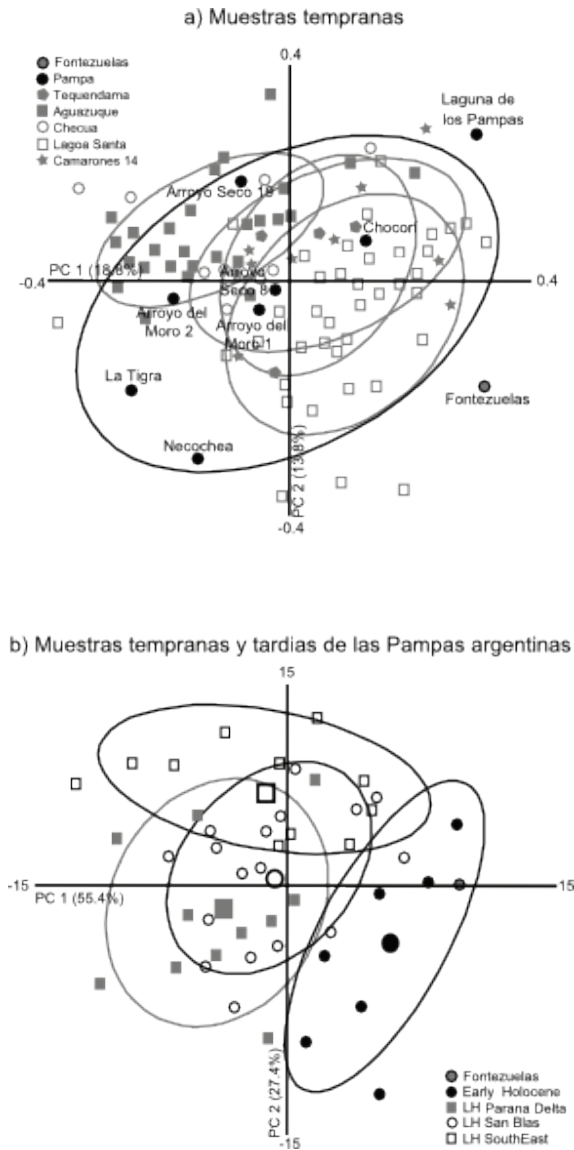 a) Muestras tempranas
0.4
Fontezuelas
Pampa
Tequendama
Aguazuque
Checua
Lagoa Santa
Camarones 14
Laguna de
los Pampas
Arroyo Seco 18
Chocorí
PC 1 (18.8%)
-0.4
0.4
Arroyo
Seco 8
Arroyo del
Moro 2
Arroyo del
Moro 1
La Tigra
Fontezuelas
Necochea
PC 2 (13.8%)
-0.4
b) Muestras tempranas y tardias de las Pampas argentinas
15
-15
15
PC 1 (55.4%)
PC 2 (27.4%)
-15
Fontezuelas
Early Holocene
LH Parana Delta
LH San Blas
LH SouthEast